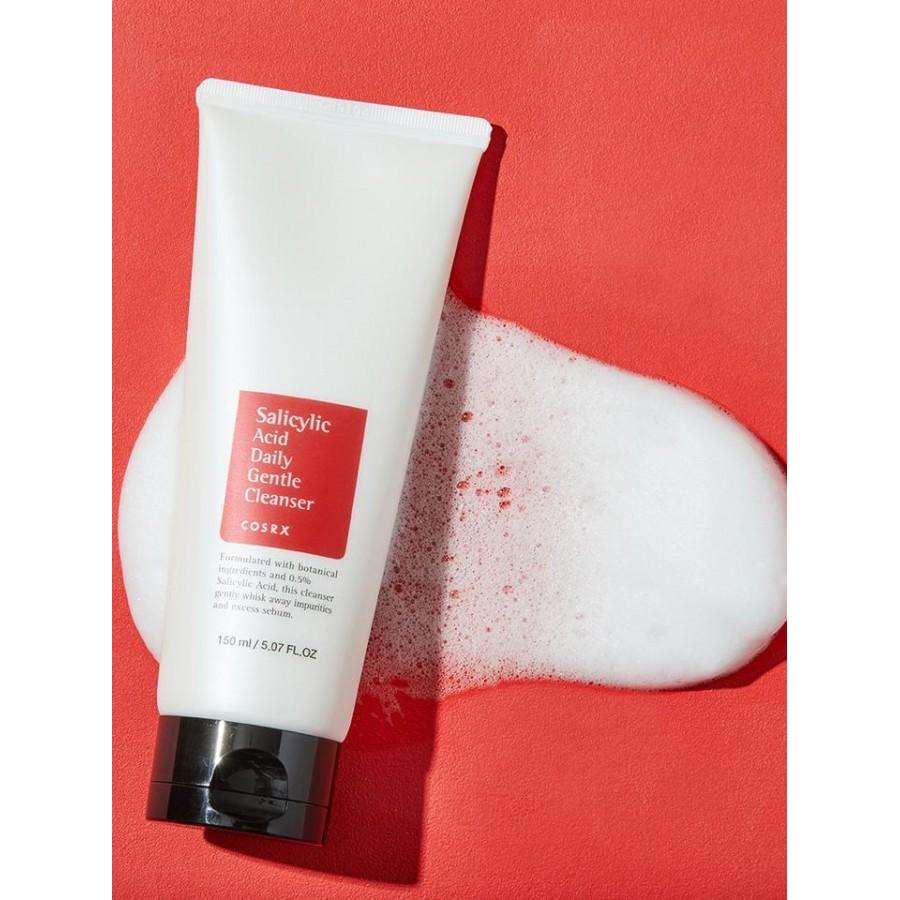 Salicylic
Acid
Daily
Gentle
Cleanser
COSRX
Formulated with botanical
ingredients and 0.5%
Salicylic Acid, this cleanser
gently whisk away impurities
and excess sebum.
150 ml / 5.07 FL.OZ